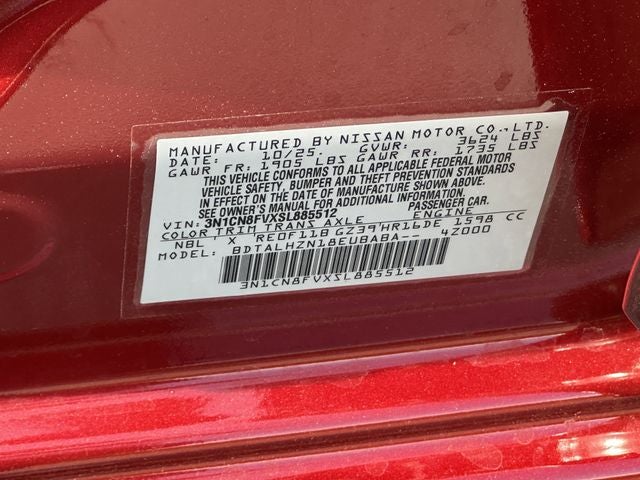 MANUFACTURED BY NISSAN MOTOR CO., LTD.
DATE: 10/25. GVWR: 3624 LBS
GAWR FR: 1905 LBS GAWR RR: 1735 LBS
THIS VEHICLE CONFORMS TO ALL APPLICABLE FEDERAL MOTOR
VEHICLE SAFETY, BUMPER AND THEFT PREVENTION STANDARDS
IN EFFECT ON THE DATE OF MANUFACTURE SHOWN ABOVE.
SEE OWNER'S MANUAL FOR ADDITIONAL INFORMATION.
VIN: 3N1CN8FVXSL885512 PASSENGER CAR.
COLOR TRIM TRANS AXLE ENGINE
NBL X RE0F11B GZ39 HR16DE 1598 CC
MODEL: BDTALHZN18EUBABA-- 4Z000
3N1CN8FVXSL885512